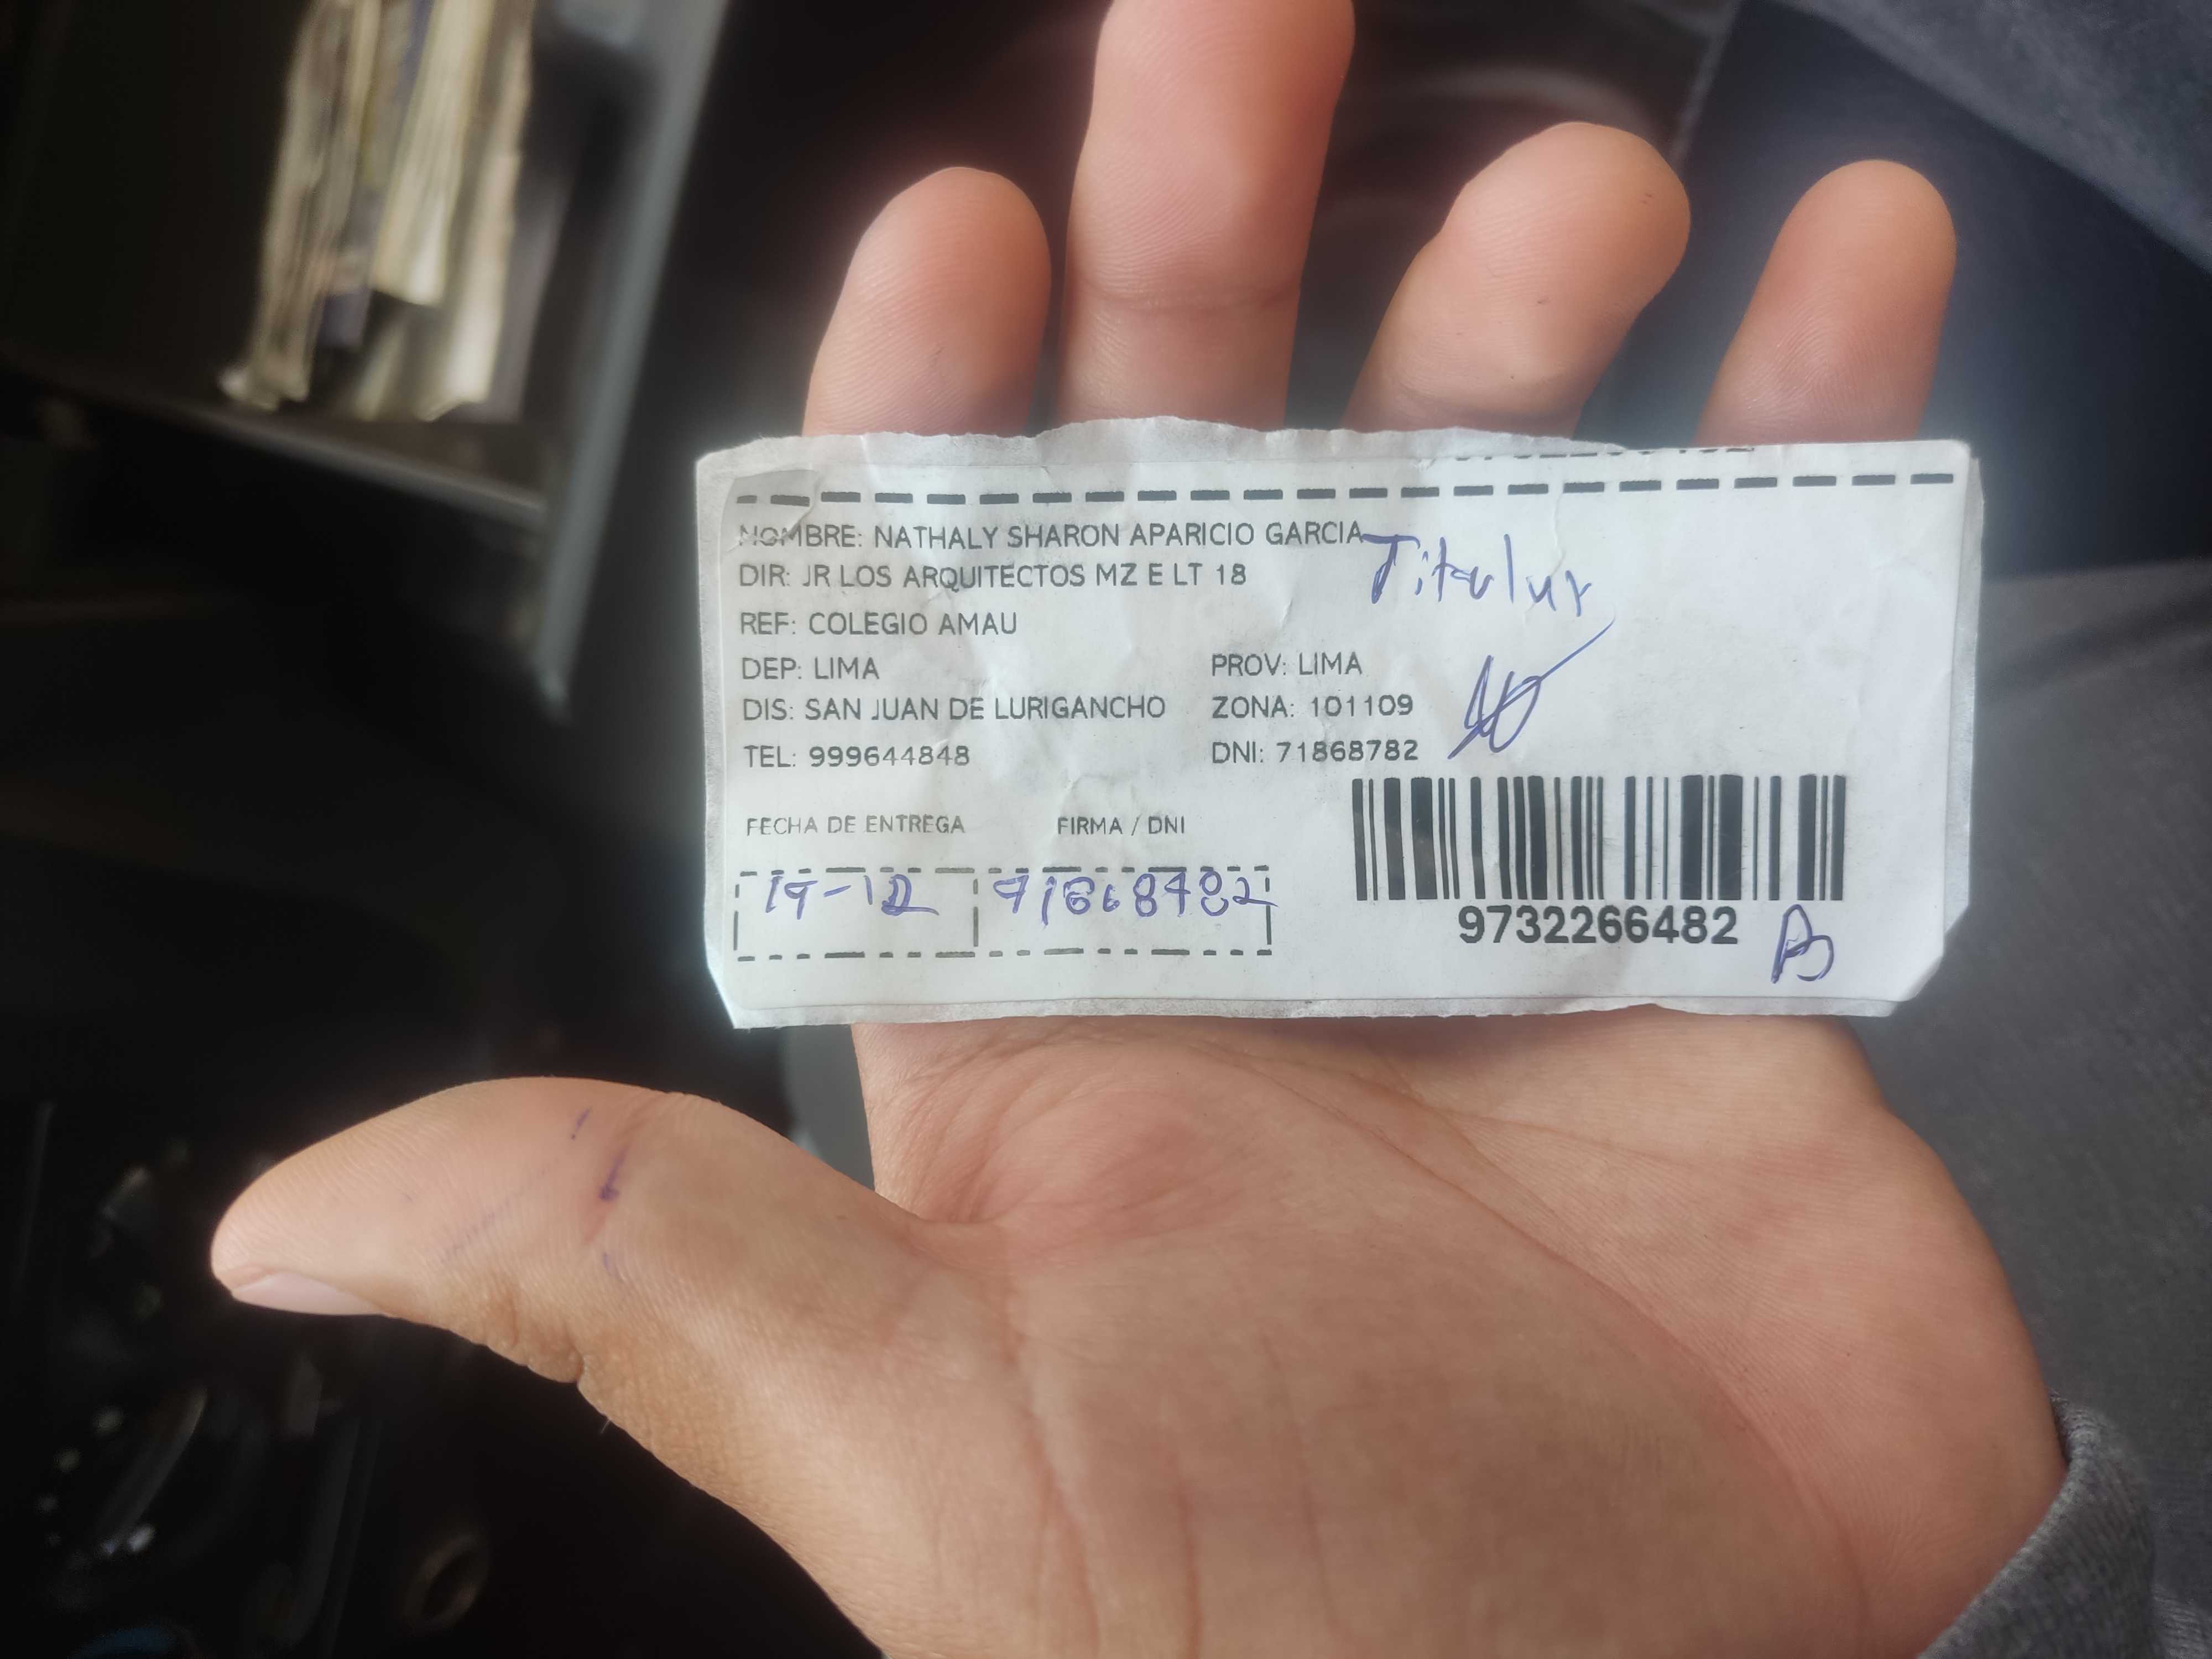 NOMBRE: NATHALY SHARON APARICIO GARCIA
Titular
DIR: JR LOS ARQUITECTOS MZ E LT 18
REF: COLEGIO AMAU
DEP: LIMA PROV: LIMA
DIS: SAN JUAN DE LURIGANCHO ZONA: 101109
TEL: 999644848 DNI: 71868782
FECHA DE ENTREGA FIRMA / DNI
19-12 71868782
9732266482